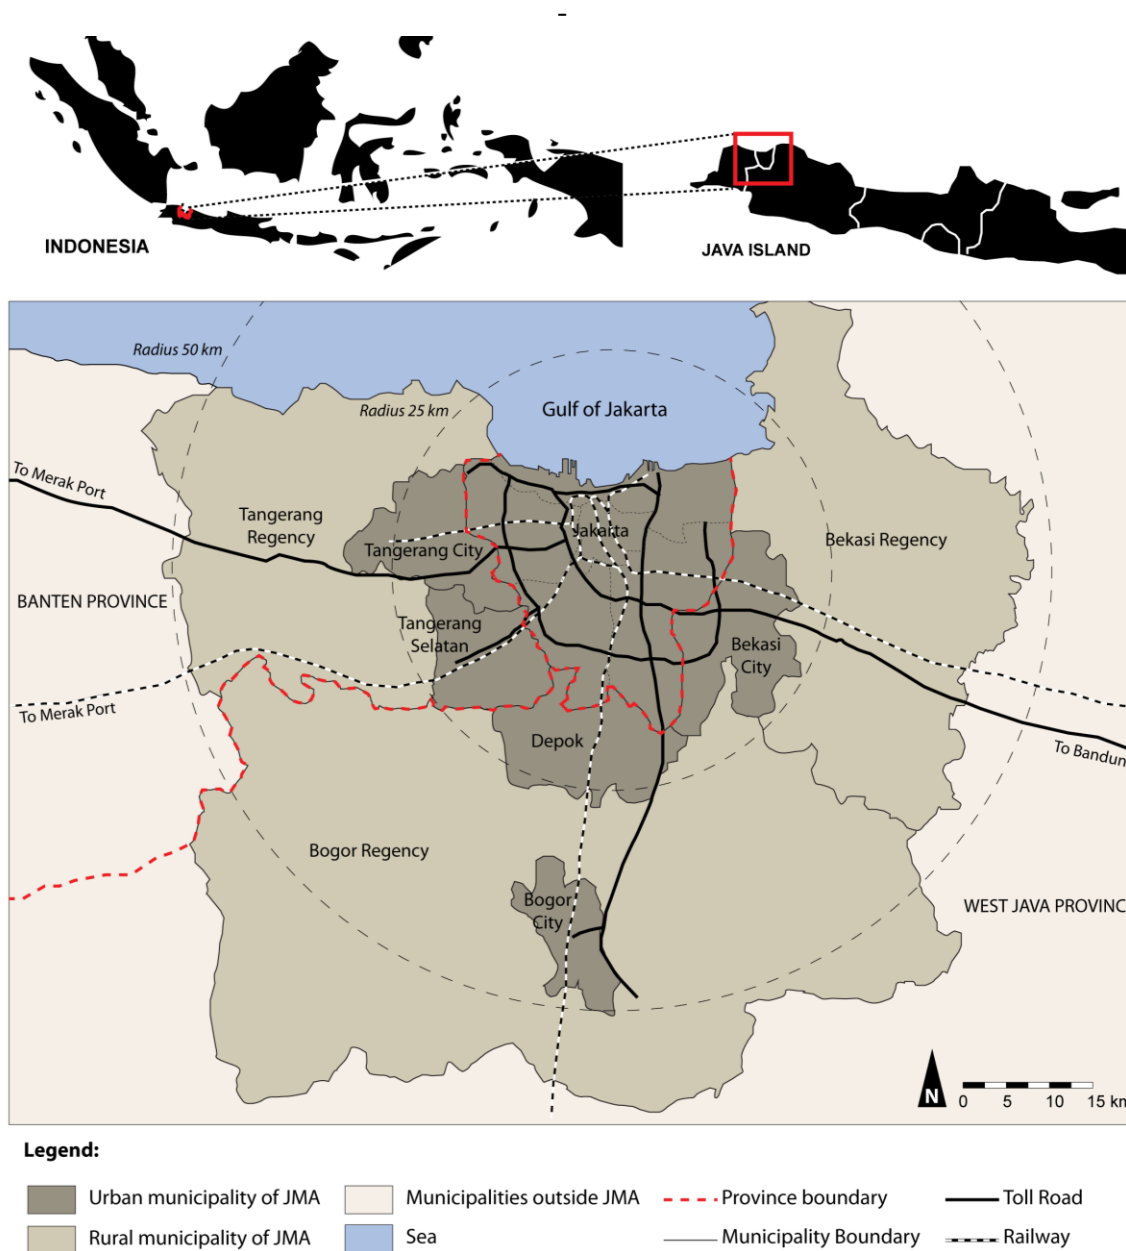 -
INDONESIA
JAVA ISLAND
Radius 50 km
Radius 25 km
Gulf of Jakarta
To Merak Port
Tangerang
Regency
Tangerang City
Jakarta
Bekasi Regency
BANTEN PROVINCE
Tangerang
Selatan
Bekasi
City
To Merak Port
Depok
To Bandun
Bogor Regency
Bogor
City
WEST JAVA PROVINC
N
0 5 10 15 km
Legend:
Urban municipality of JMA
Municipalities outside JMA
Province boundary
Toll Road
Rural municipality of JMA
Sea
Municipality Boundary
Railway